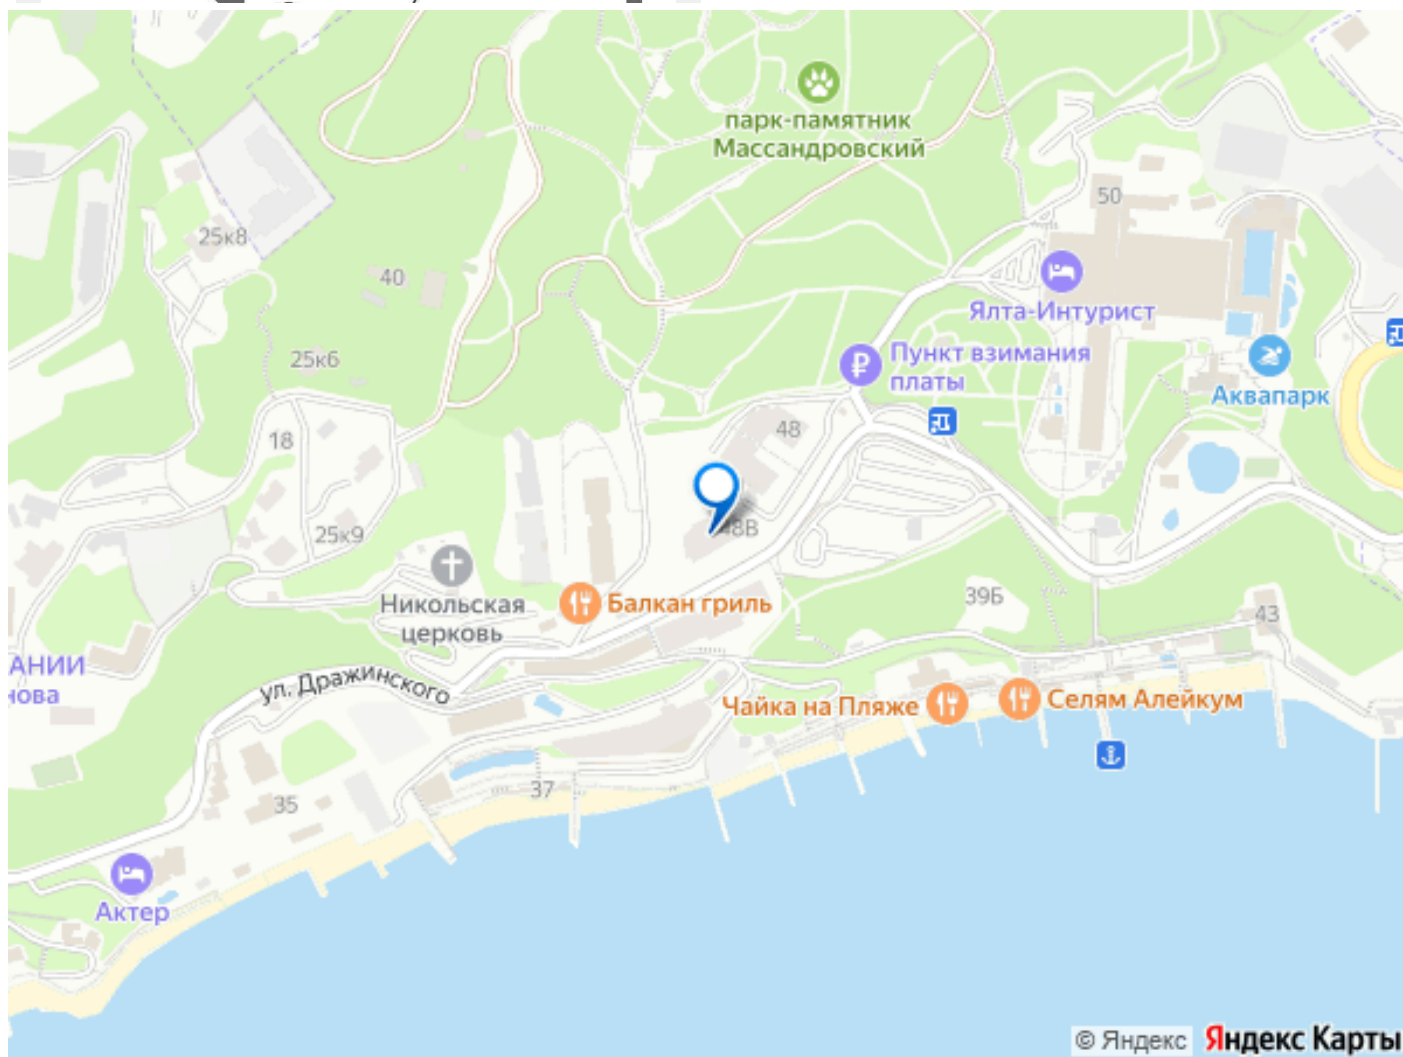 парк-памятник
Массандровский
50
25к8
40
Ялта-Интурист
Пункт взимания
платы
25к6
Аквапарк
48
18
48В
25к9
Никольская
церковь
Балкан гриль
39Б
43
АНИИ
нова
ул. Дражинского
Чайка на Пляже
Селям Алейкум
37
35
Актер
© Яндекс Яндекс Карты